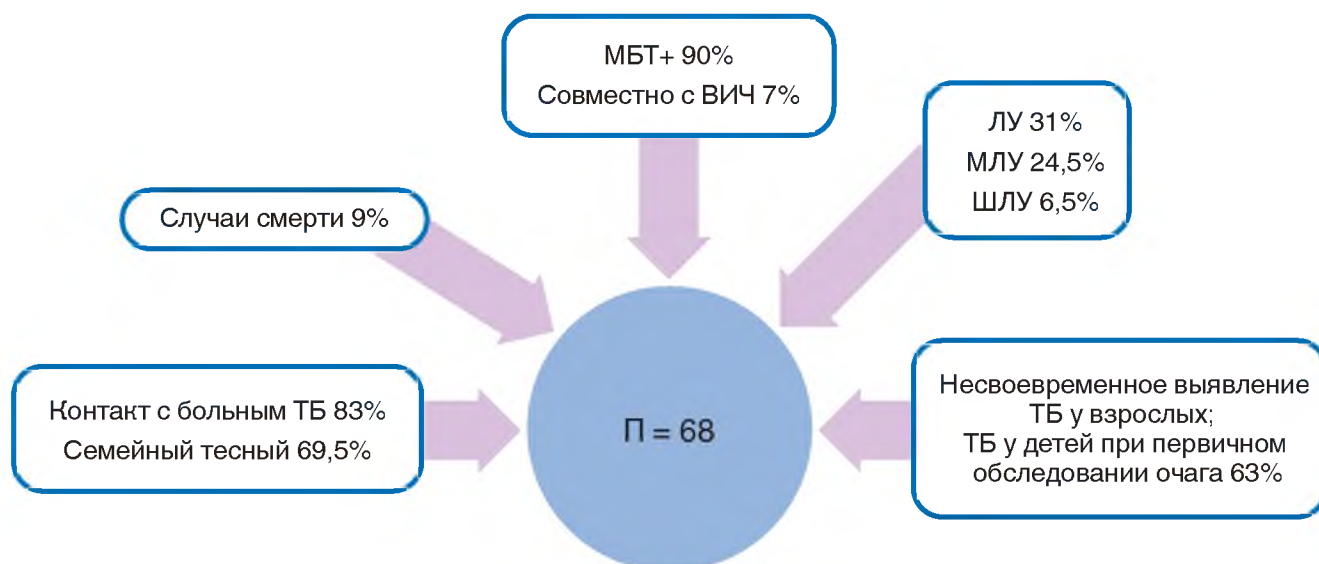 МБТ+ 90%
Совместно с ВИЧ 7%
ЛУ 31%
МЛУ 24,5%
ШЛУ 6,5%
Случаи смерти 9%
Контакт с больным ТБ 83%
Семейный тесный 69,5%
П = 68
Несвоевременное выявление
ТБ у взрослых;
ТБ у детей при первичном
обследовании очага 63%